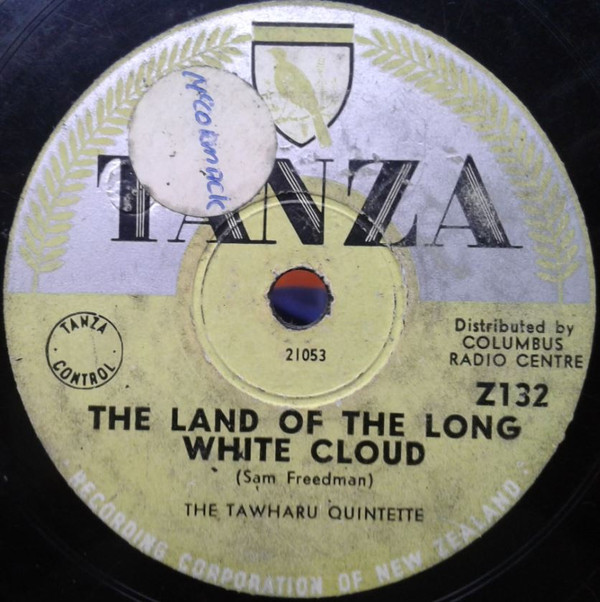 McCormack
TANZA
21053
TANZA
CONTROL
Distributed by
COLUMBUS
RADIO CENTRE
Z132
THE LAND OF THE LONG
WHITE CLOUD
(Sam Freedman)
THE TAWHARU QUINTETTE
RECORDING CORPORATION OF NEW ZEALAND